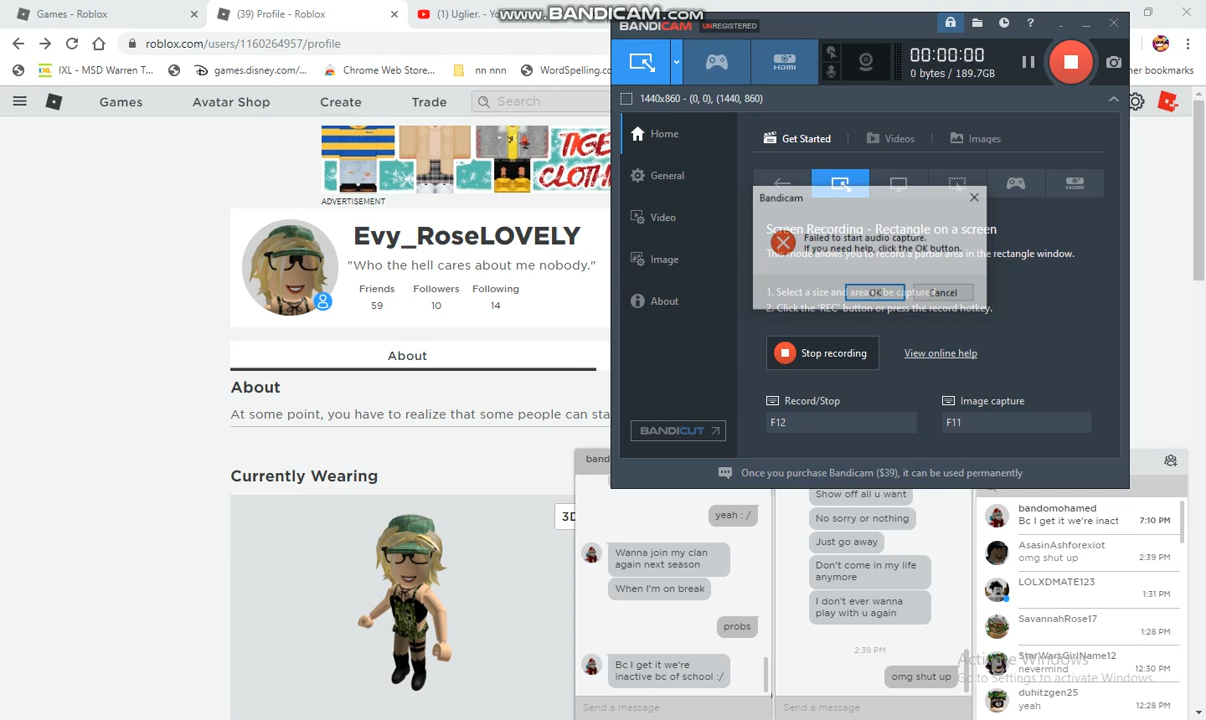 Games - Roblox
(39) Profile - Roblox
(1) Uglier. - Yo
www.BANDICAM.com
roblox.com/users/1160264957/profile
IXL - MSD Warren T...
games.disney.com/...
Chrome Web Store...
nn nnn
WordSpelling.co
her bookmarks
Games
Avatar Shop
Create
Trade
Search
TIGE
CLOTHI
ADVERTISEMENT
Evy_RoseLOVELY
"Who the hell cares about me nobody."
Friends
Followers
Following
59
10
14
About
About
At some point, you have to realize that some people can sta
Currently Wearing
3D
BANDICAM UNREGISTERED
HDMI
00:00:00
0 bytes / 189.7GB
1440x860 - (0, 0), (1440, 860)
Home
General
Video
Image
About
BANDICUT
Get Started
Videos
Images
HDMI
Bandicam
Failed to start audio capture.
If you need help, click the OK button.
OK
Cancel
Screen Recording - Rectangle on a screen
This mode allows you to record a partial area in the rectangle window.
1. Select a size and area to be captured.
2. Click the 'REC' button or press the record hotkey.
Stop recording
View online help
Record/Stop
F12
Image capture
F11
Once you purchase Bandicam ($39), it can be used permanently
band
yeah : /
Wanna join my clan
again next season
When I'm on break
probs
Bc I get it we're
inactive bc of school :/
Send a message
Show off all u want
No sorry or nothing
Just go away
Don't come in my life
anymore
I don't ever wanna
play with u again
2:39 PM
omg shut up
Send a message
bandomohamed
Bc I get it we're inact
7:10 PM
AsasinAshforexiot
omg shut up
2:39 PM
LOLXDMATE123
1:31 PM
SavannahRose17
1:28 PM
StarWarsGirlName12
nevermind
12:30 PM
duhitzgen25
yeah
12:28 PM
Activate Windows
Go to Settings to activate Windows.